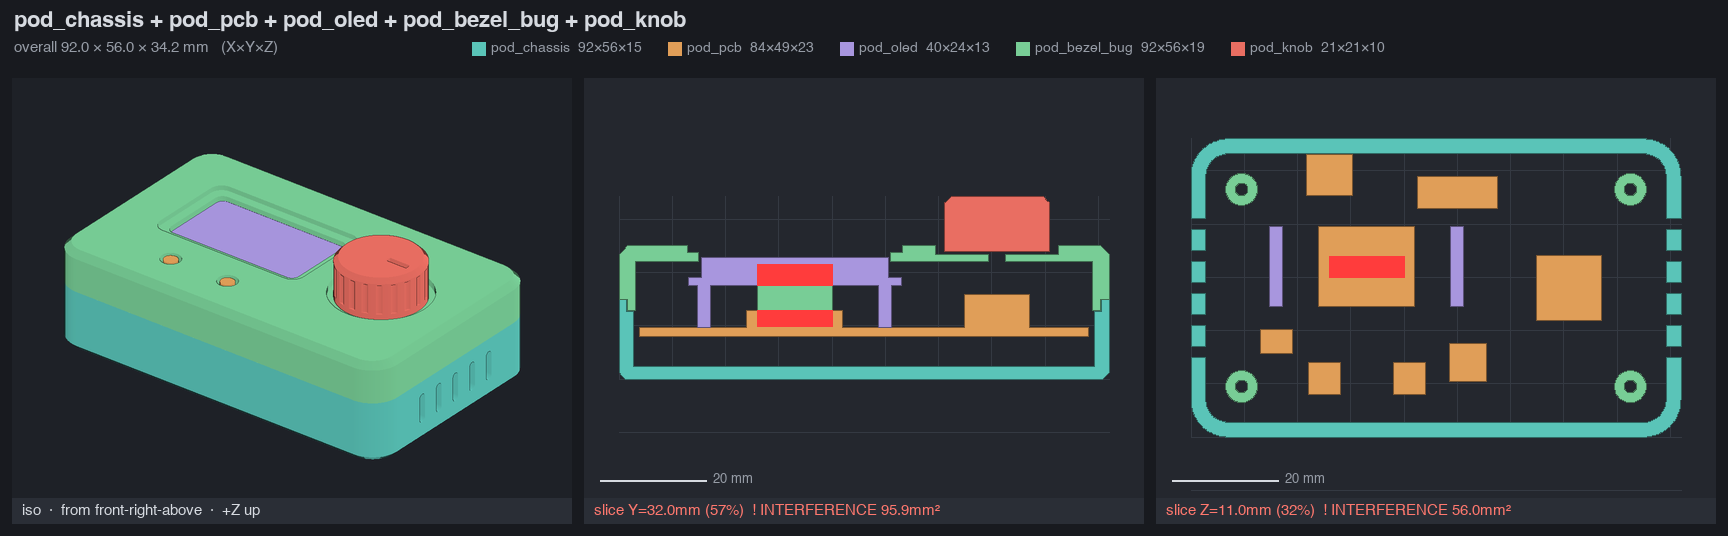 pod_chassis + pod_pcb + pod_oled + pod_bezel_bug + pod_knob
overall 92.0 × 56.0 × 34.2 mm (X×Y×Z)
pod_chassis 92×56×15 pod_pcb 84×49×23 pod_oled 40×24×13 pod_bezel_bug 92×56×19 pod_knob 21×21×10
20 mm
20 mm
iso · from front-right-above · +Z up
slice Y=32.0mm (57%) ! INTERFERENCE 95.9mm²
slice Z=11.0mm (32%) ! INTERFERENCE 56.0mm²